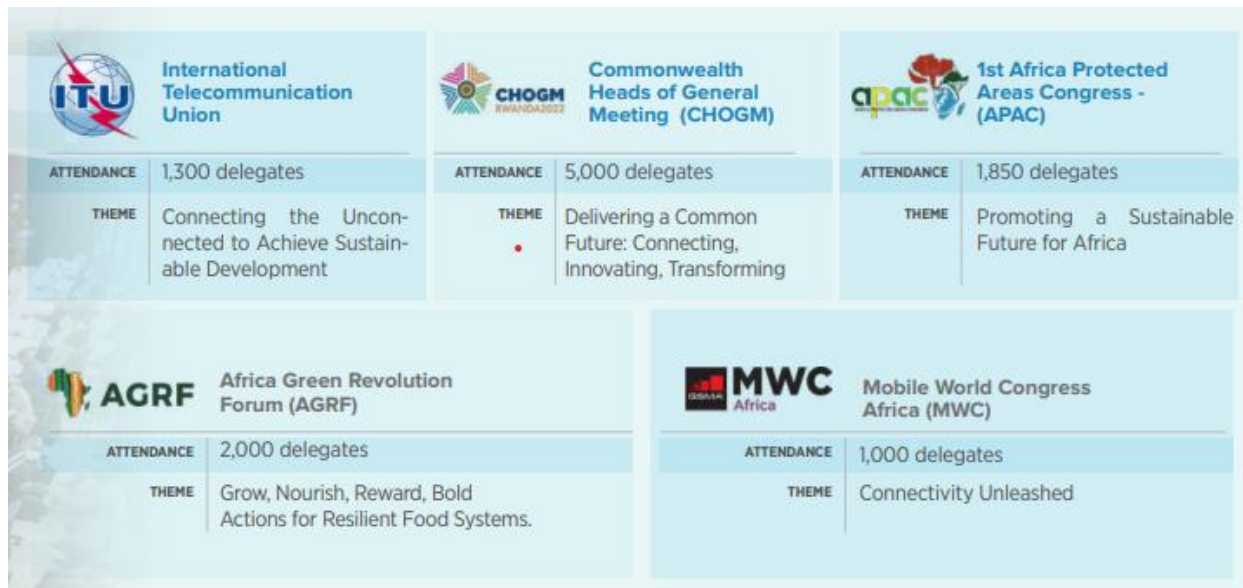 ITU
International
Telecommunication
Union
ATTENDANCE 1,300 delegates
THEME Connecting the Uncon-
nected to Achieve Sustain-
able Development
CHOGM
RWANDA2022
Commonwealth
Heads of General
Meeting (CHOGM)
ATTENDANCE 5,000 delegates
THEME Delivering a Common
Future: Connecting,
Innovating, Transforming
apac
1st Africa Protected
Areas Congress -
(APAC)
ATTENDANCE 1,850 delegates
THEME Promoting a Sustainable
Future for Africa
AGRF
Africa Green Revolution
Forum (AGRF)
ATTENDANCE 2,000 delegates
THEME Grow, Nourish, Reward, Bold
Actions for Resilient Food Systems.
GSMA
MWC
Africa
Mobile World Congress
Africa (MWC)
ATTENDANCE 1,000 delegates
THEME Connectivity Unleashed